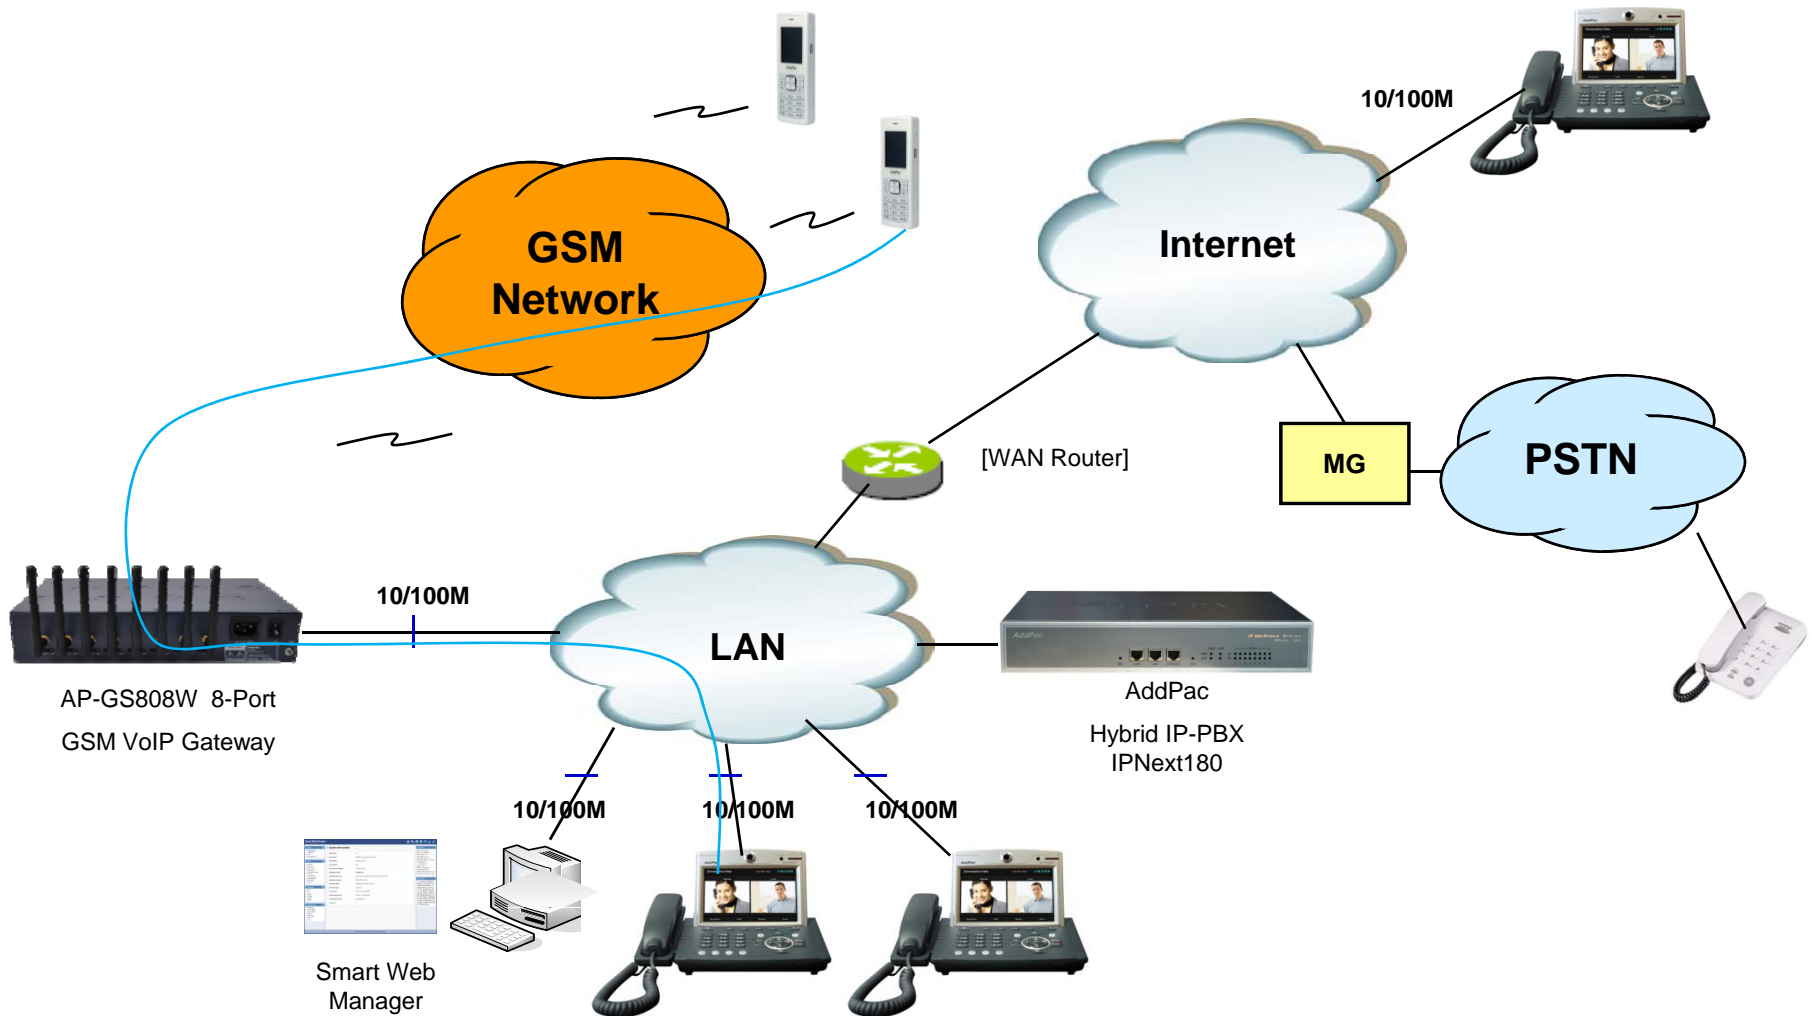 10/100M
GSM
Network
Internet
[WAN Router]
MG
PSTN
10/100M
LAN
AddPac
AP-GS808W 8-Port
GSM VoIP Gateway
AddPac
Hybrid IP-PBX
IPNext180
10/100M
10/100M
10/100M
Smart Web
Manager